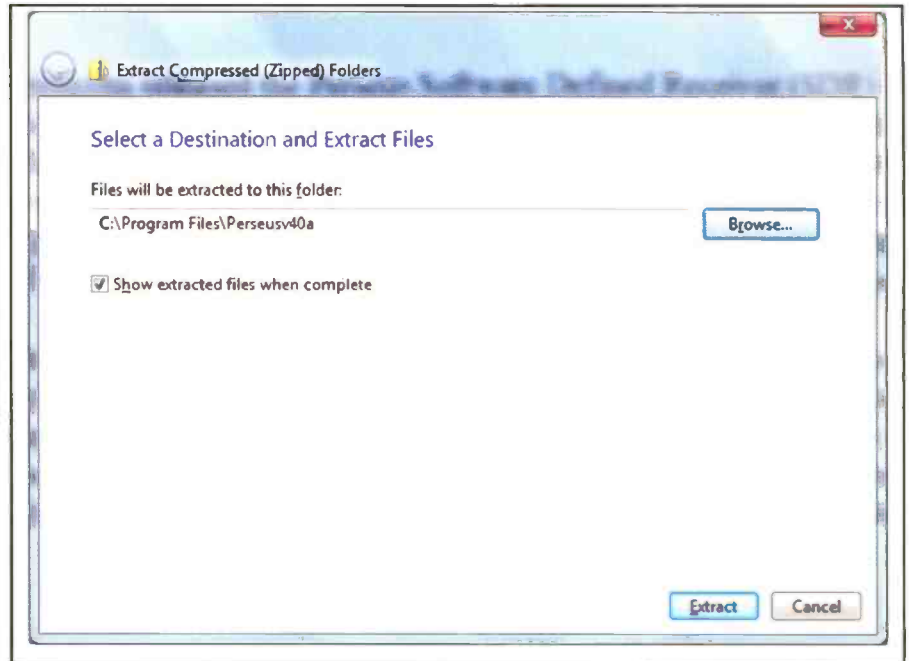 Extract Compressed (Zipped) Folders
Select a Destination and Extract Files
Files will be extracted to this folder:
C:\Program Files\Perseusv40a
Browse...
Show extracted files when complete
Extract
Cancel